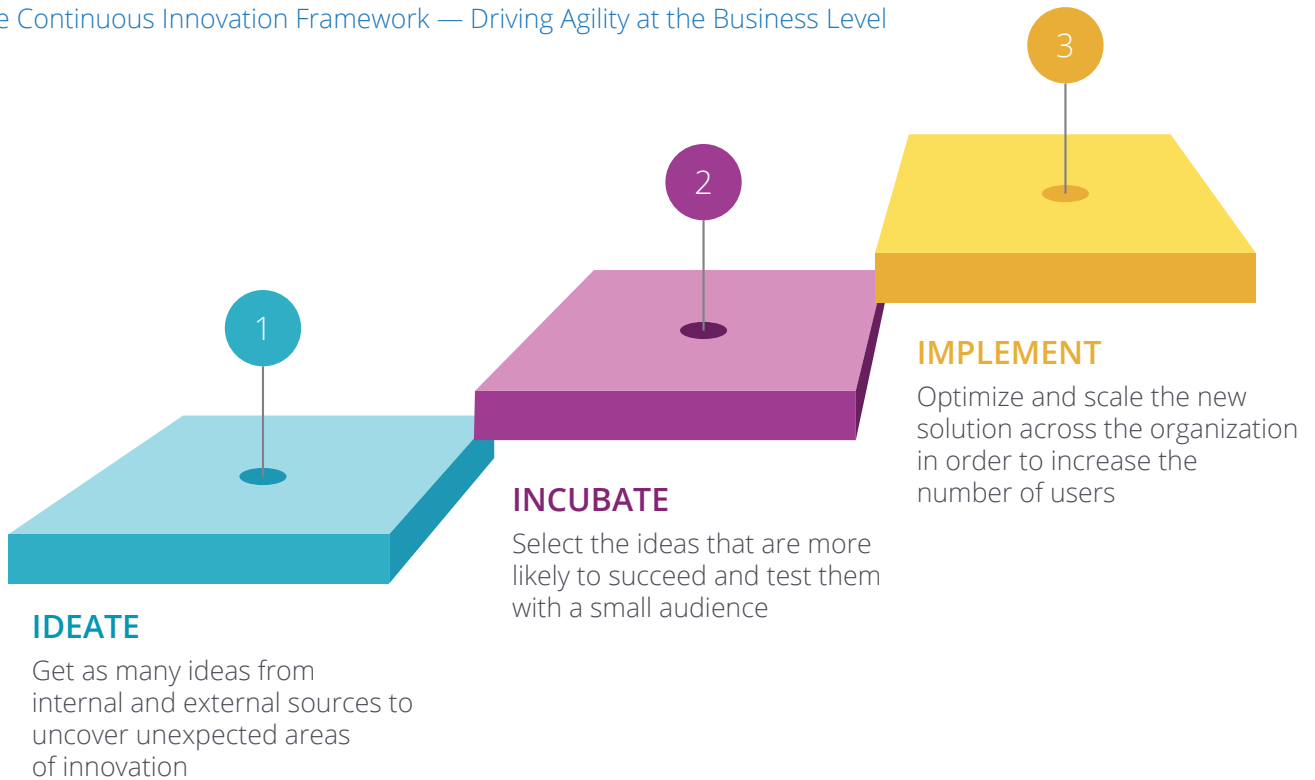 e Continuous Innovation Framework — Driving Agility at the Business Level
1
IDEATE
Get as many ideas from
internal and external sources to
uncover unexpected areas
of innovation
2
INCUBATE
Select the ideas that are more
likely to succeed and test them
with a small audience
3
IMPLEMENT
Optimize and scale the new
solution across the organization
in order to increase the
number of users